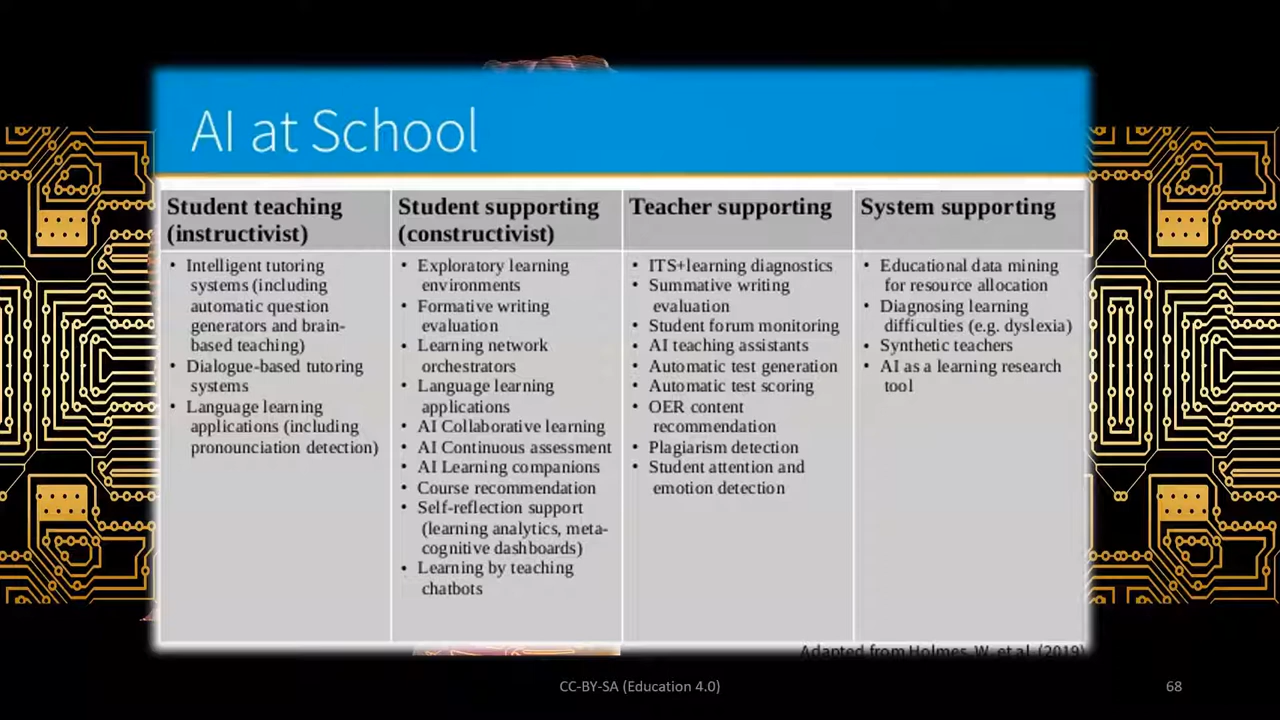 AI at School
Student teaching
(instructivist)
• Intelligent tutoring
systems (including
automatic question
generators and brain-
based teaching)
• Dialogue-based tutoring
systems
• Language learning
applications (including
pronounciation detection)
Student supporting
(constructivist)
• Exploratory learning
environments
• Formative writing
evaluation
• Learning network
orchestrators
• Language learning
applications
• AI Collaborative learning
• AI Continuous assessment
• AI Learning companions
• Course recommendation
• Self-reflection support
(learning analytics, meta-
cognitive dashboards)
• Learning by teaching
chatbots
Teacher supporting
• ITS+learning diagnostics
• Summative writing
evaluation
• Student forum monitoring
• AI teaching assistants
• Automatic test generation
• Automatic test scoring
• OER content
recommendation
• Plagiarism detection
• Student attention and
emotion detection
System supporting
• Educational data mining
for resource allocation
• Diagnosing learning
difficulties (e.g. dyslexia)
• Synthetic teachers
• AI as a learning research
tool
Adapted from Holmes, W. et al. (2019)
CC-BY-SA (Education 4.0)
68